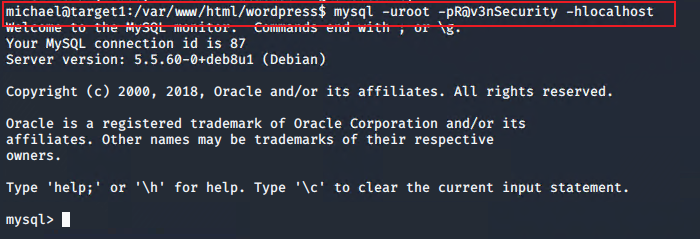 michael@target1:/var/www/html/wordpress$ mysql -uroot -pR@v3nSecurity -hlocalhost
Welcome to the MySQL monitor.  Commands end with ; or \g.
Your MySQL connection id is 87
Server version: 5.5.60-0+deb8u1 (Debian)
Copyright (c) 2000, 2018, Oracle and/or its affiliates. All rights reserved.
Oracle is a registered trademark of Oracle Corporation and/or its
affiliates. Other names may be trademarks of their respective
owners.
Type 'help;' or '\h' for help. Type '\c' to clear the current input statement.
mysql>